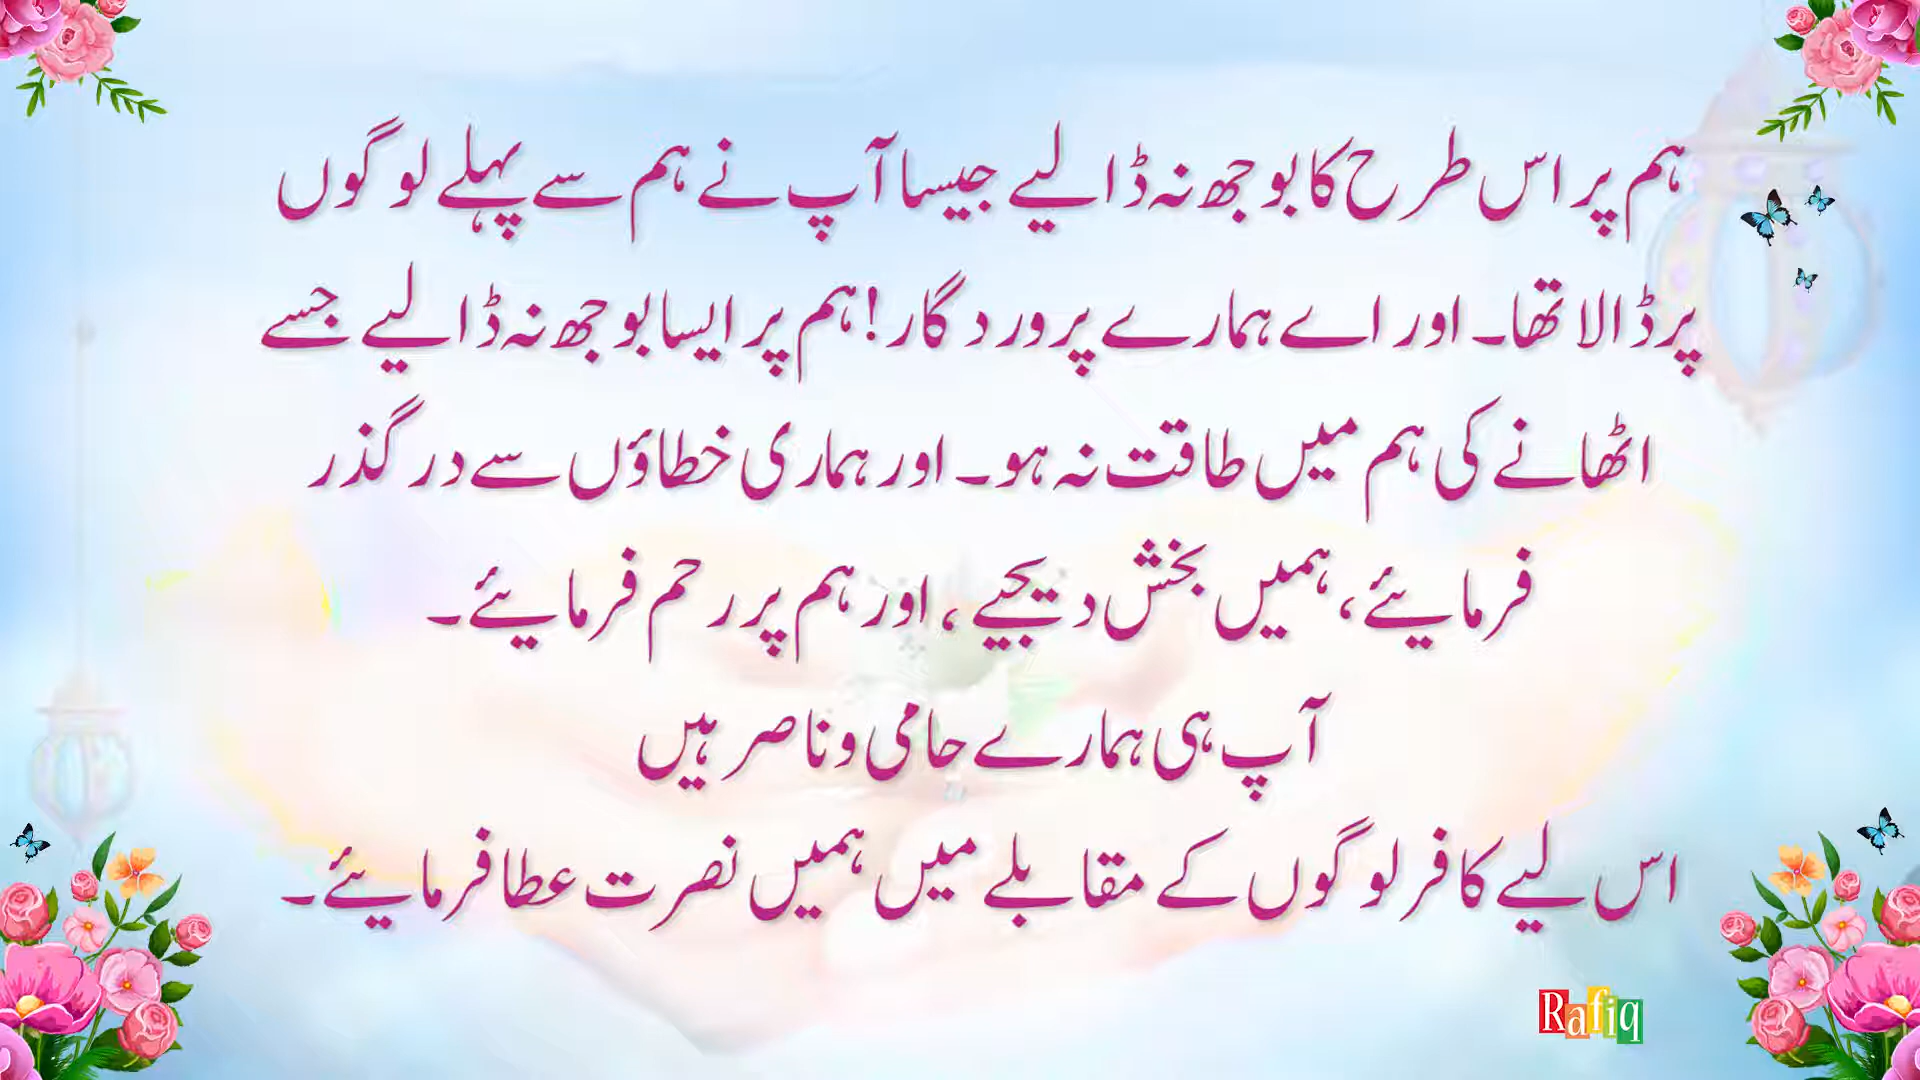 ہم پر اس طرح کا بوجھ نہ ڈالیے جیسا آپ نے ہم سے پہلے لوگوں
پر ڈالا تھا۔ اور اے ہمارے پروردگار! ہم پر ایسا بوجھ نہ ڈالیے جسے
اٹھانے کی ہم میں طاقت نہ ہو۔ اور ہماری خطاؤں سے درگذر
فرمایئے، ہمیں بخش دیجیے، اور ہم پر رحم فرمایئے۔
آپ ہی ہمارے حامی و ناصر ہیں
اس لیے کافر لوگوں کے مقابلے میں ہمیں نصرت عطا فرمایئے۔
Rafiq